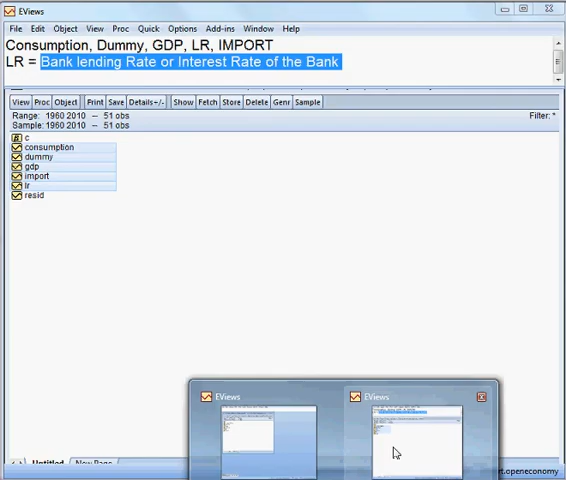 EViews
File Edit Object View Proc Quick Options Add-ins Window Help
Consumption, Dummy, GDP, LR, IMPORT
LR = Bank lending Rate or Interest Rate of the Bank
View Proc Object Print Save Details+/- Show Fetch Store Delete Genr Sample
Range: 1960 2010 -- 51 obs Filter: *
Sample: 1960 2010 -- 51 obs
c
consumption
dummy
gdp
import
lr
resid
EViews EViews
Untitled New Page rt.openeconomy